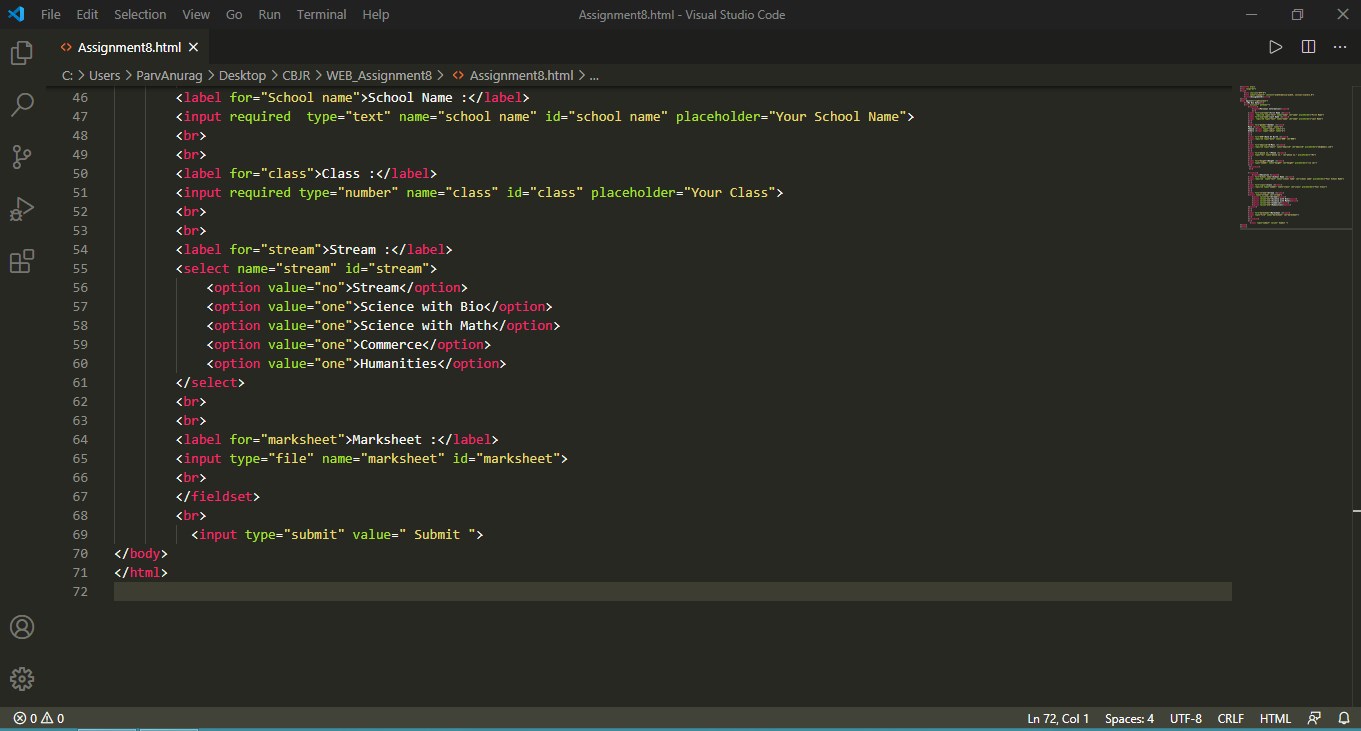 File Edit Selection View Go Run Terminal Help Assignment8.html - Visual Studio Code
Assignment8.html
C: > Users > ParvAnurag > Desktop > CBJR > WEB_Assignment8 > Assignment8.html > ...
46 <label for="School name">School Name :</label>
47 <input required  type="text" name="school name" id="school name" placeholder="Your School Name">
48 <br>
49 <br>
50 <label for="class">Class :</label>
51 <input required type="number" name="class" id="class" placeholder="Your Class">
52 <br>
53 <br>
54 <label for="stream">Stream :</label>
55 <select name="stream" id="stream">
56 <option value="no">Stream</option>
57 <option value="one">Science with Bio</option>
58 <option value="one">Science with Math</option>
59 <option value="one">Commerce</option>
60 <option value="one">Humanities</option>
61 </select>
62 <br>
63 <br>
64 <label for="marksheet">Marksheet :</label>
65 <input type="file" name="marksheet" id="marksheet">
66 <br>
67 </fieldset>
68 <br>
69 <input type="submit" value=" Submit ">
70 </body>
71 </html>
72
0 0 Ln 72, Col 1 Spaces: 4 UTF-8 CRLF HTML